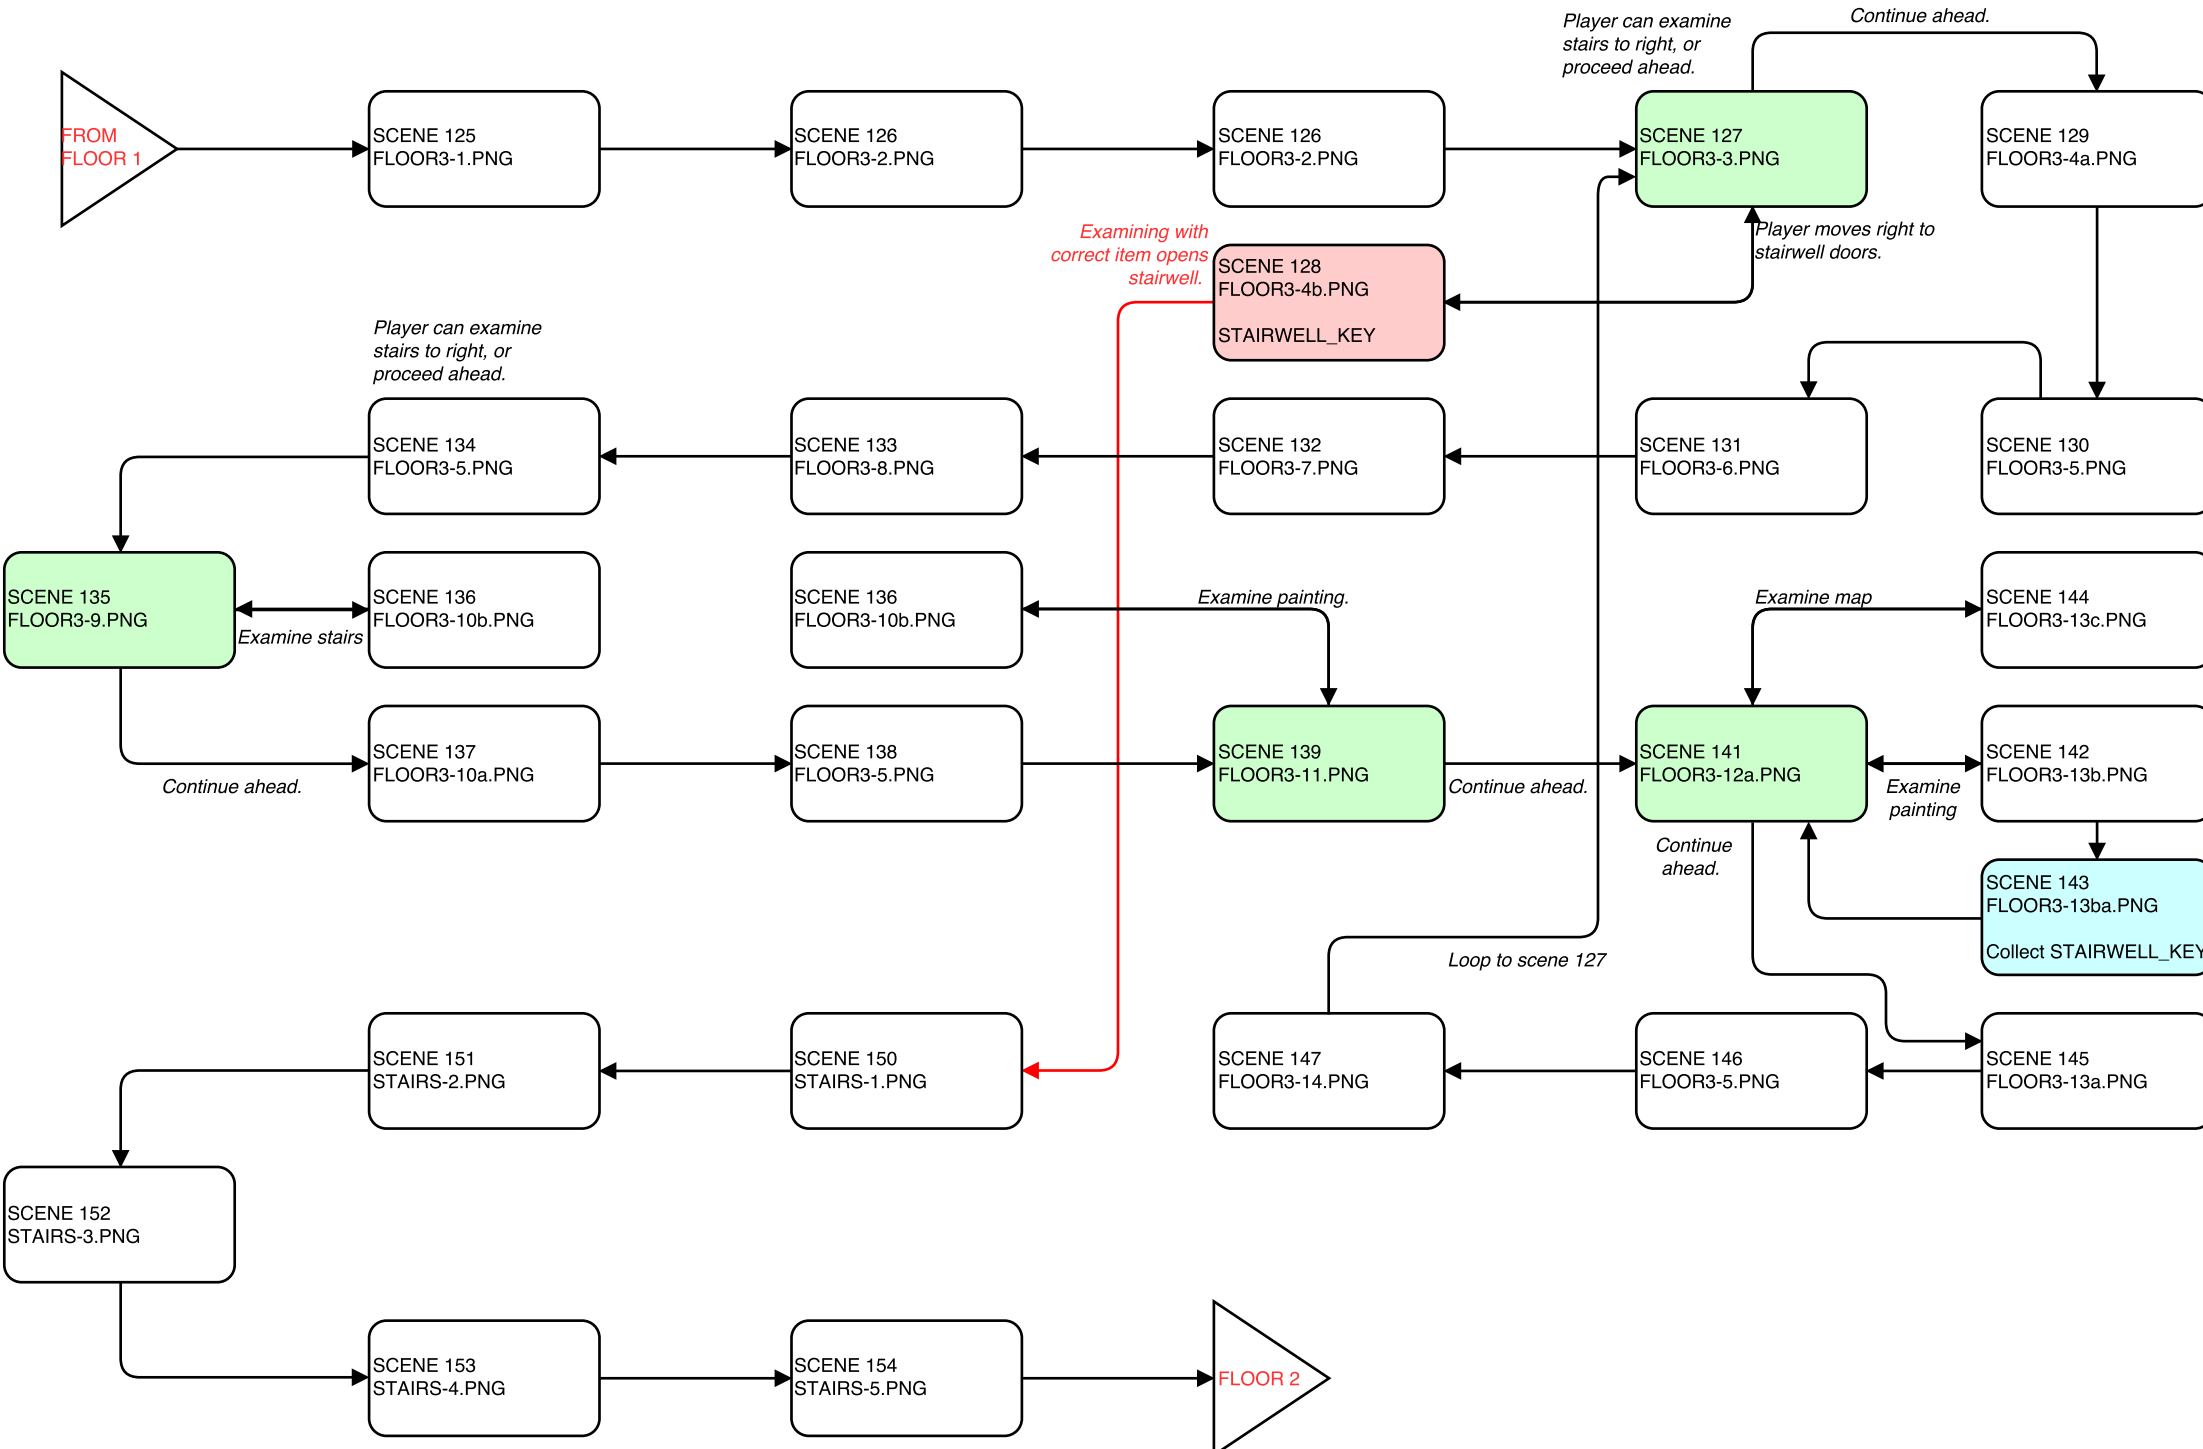 Player can examine
stairs to right, or
proceed ahead.
Continue ahead.
FROM
FLOOR 1
SCENE 125
FLOOR3-1.PNG
SCENE 126
FLOOR3-2.PNG
SCENE 126
FLOOR3-2.PNG
SCENE 127
FLOOR3-3.PNG
SCENE 129
FLOOR3-4a.PNG
Examining with
correct item opens
stairwell.
SCENE 128
FLOOR3-4b.PNG
STAIRWELL_KEY
Player moves right to
stairwell doors.
Player can examine
stairs to right, or
proceed ahead.
SCENE 134
FLOOR3-5.PNG
SCENE 133
FLOOR3-8.PNG
SCENE 132
FLOOR3-7.PNG
SCENE 131
FLOOR3-6.PNG
SCENE 130
FLOOR3-5.PNG
SCENE 135
FLOOR3-9.PNG
Examine stairs
SCENE 136
FLOOR3-10b.PNG
SCENE 136
FLOOR3-10b.PNG
Examine painting.
Examine map
SCENE 144
FLOOR3-13c.PNG
Continue ahead.
SCENE 137
FLOOR3-10a.PNG
SCENE 138
FLOOR3-5.PNG
SCENE 139
FLOOR3-11.PNG
Continue ahead.
SCENE 141
FLOOR3-12a.PNG
Examine
painting
SCENE 142
FLOOR3-13b.PNG
Continue
ahead.
SCENE 143
FLOOR3-13ba.PNG
Collect STAIRWELL_KEY
Loop to scene 127
SCENE 151
STAIRS-2.PNG
SCENE 150
STAIRS-1.PNG
SCENE 147
FLOOR3-14.PNG
SCENE 146
FLOOR3-5.PNG
SCENE 145
FLOOR3-13a.PNG
SCENE 152
STAIRS-3.PNG
SCENE 153
STAIRS-4.PNG
SCENE 154
STAIRS-5.PNG
FLOOR 2